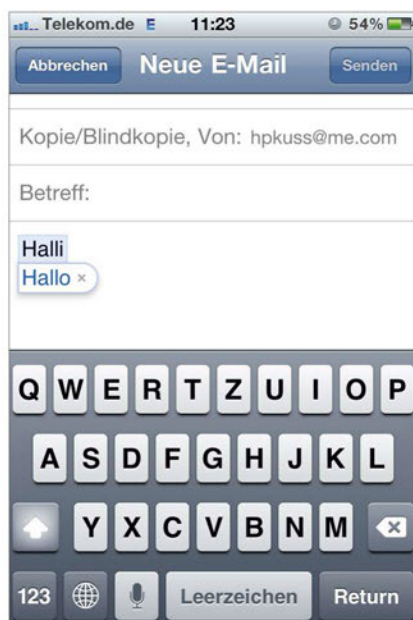 Telekom.de E 11:23 54%
Abbrechen Neue E-Mail Senden
Kopie/Blindkopie, Von: hpkuss@me.com
Betreff:
Halli
Hallo ×
Q W E R T Z U I O P
A S D F G H J K L
Y X C V B N M
123 Leerzeichen Return